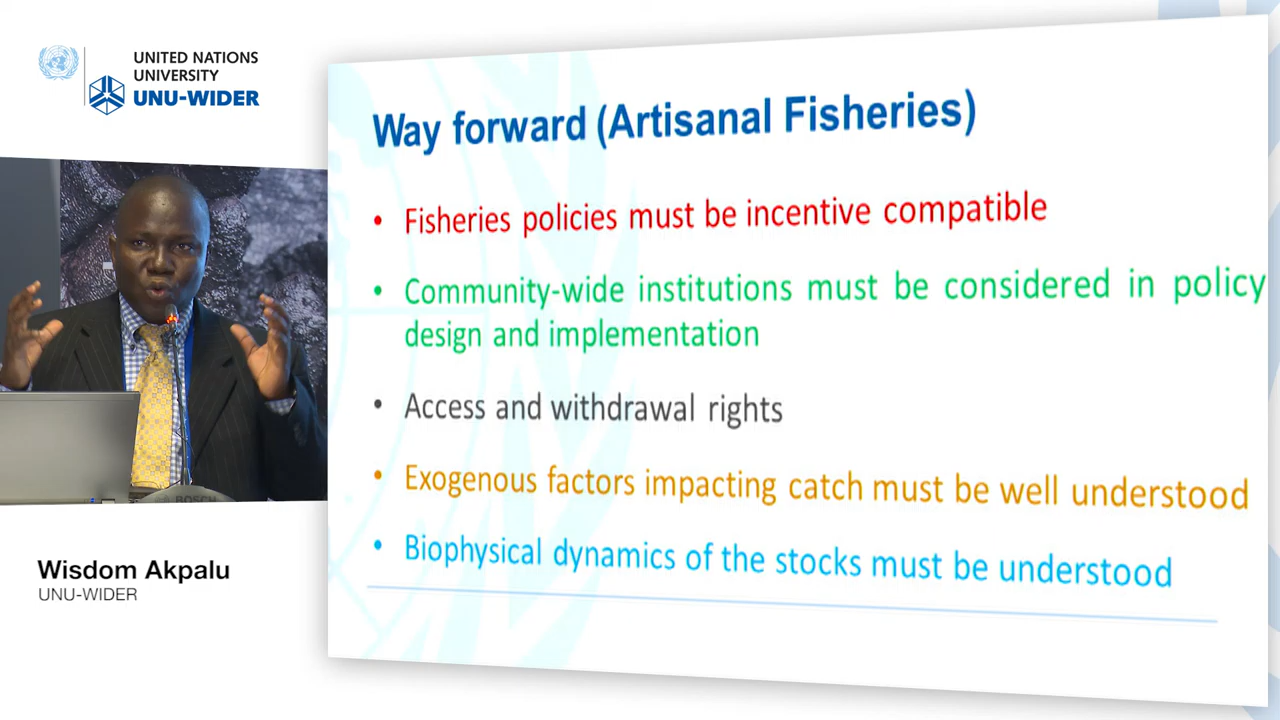 UNITED NATIONS
UNIVERSITY
UNU-WIDER
Way forward (Artisanal Fisheries)
• Fisheries policies must be incentive compatible
• Community-wide institutions must be considered in policy
design and implementation
• Access and withdrawal rights
• Exogenous factors impacting catch must be well understood
• Biophysical dynamics of the stocks must be understood
BOSCH
Wisdom Akpalu
UNU-WIDER